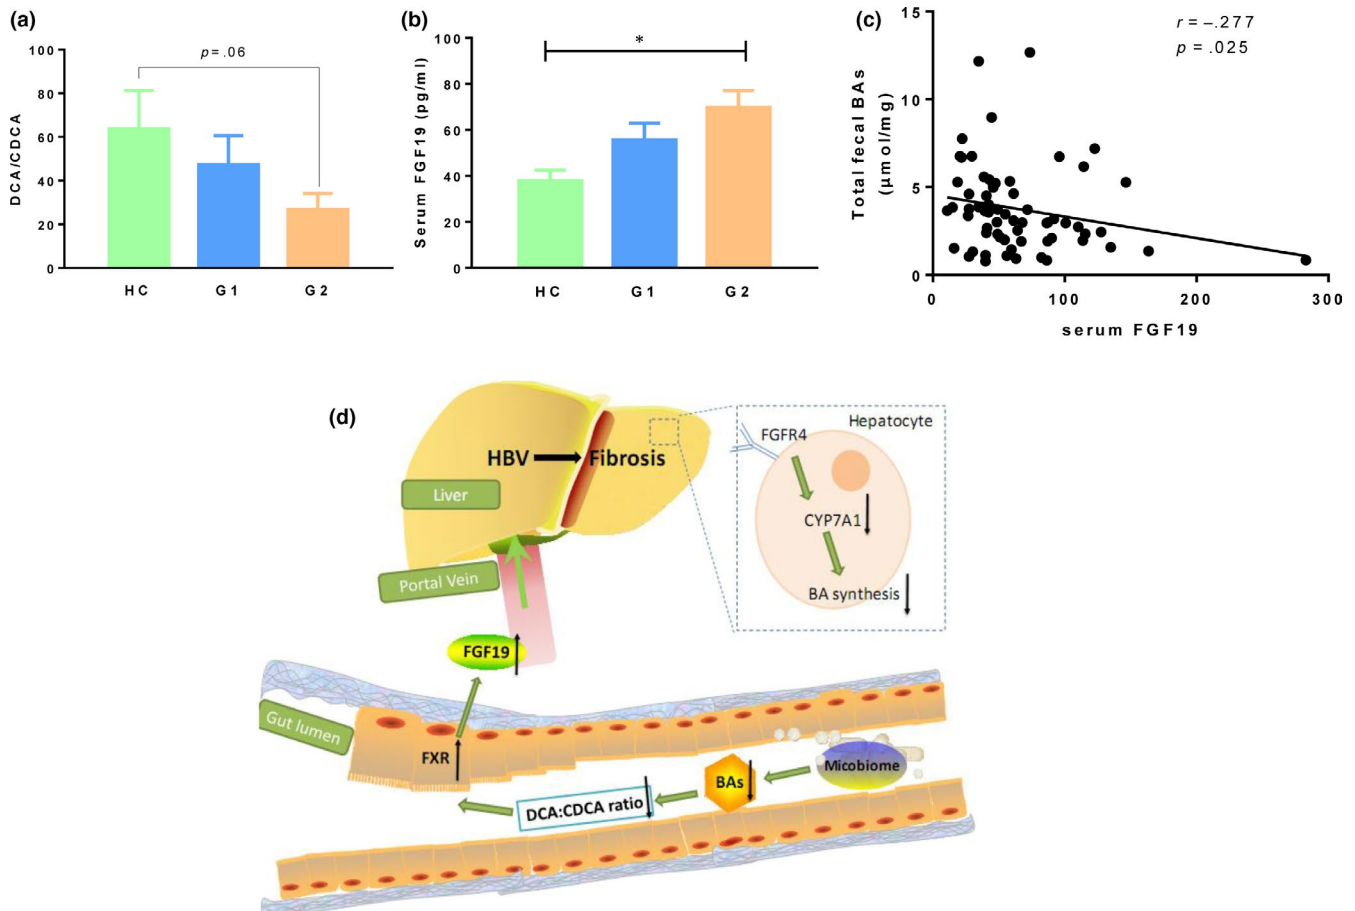 (a)
DCA/CDCA
100
80
60
40
20
0
p=.06
HC G1 G2
(b)
Serum FGF19 (pg/ml)
100
80
60
40
20
0
*
HC G1 G2
(c)
Total fecal BAs
(μmol/mg)
15
10
5
0
r = –.277
p = .025
0 100 200 300
serum FGF19
(d)
HBV Fibrosis
Liver
Portal Vein
FGFR4
Hepatocyte
CYP7A1
BA synthesis
FGF19
Gut lumen
FXR
DCA:CDCA ratio
BAs
Micobiome